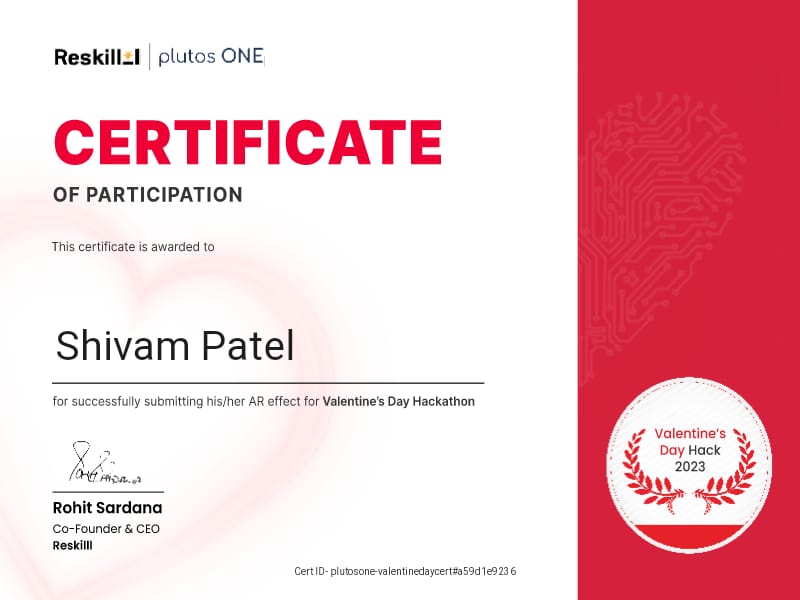 Reskilll | plutos ONE
CERTIFICATE
OF PARTICIPATION
This certificate is awarded to
Shivam Patel
for successfully submitting his/her AR effect for Valentine's Day Hackathon
Rohit Sardana
Co-Founder & CEO
Reskilll
Cert ID- plutosone-valentinedaycert#a59d1e9236
Valentine's
Day Hack
2023